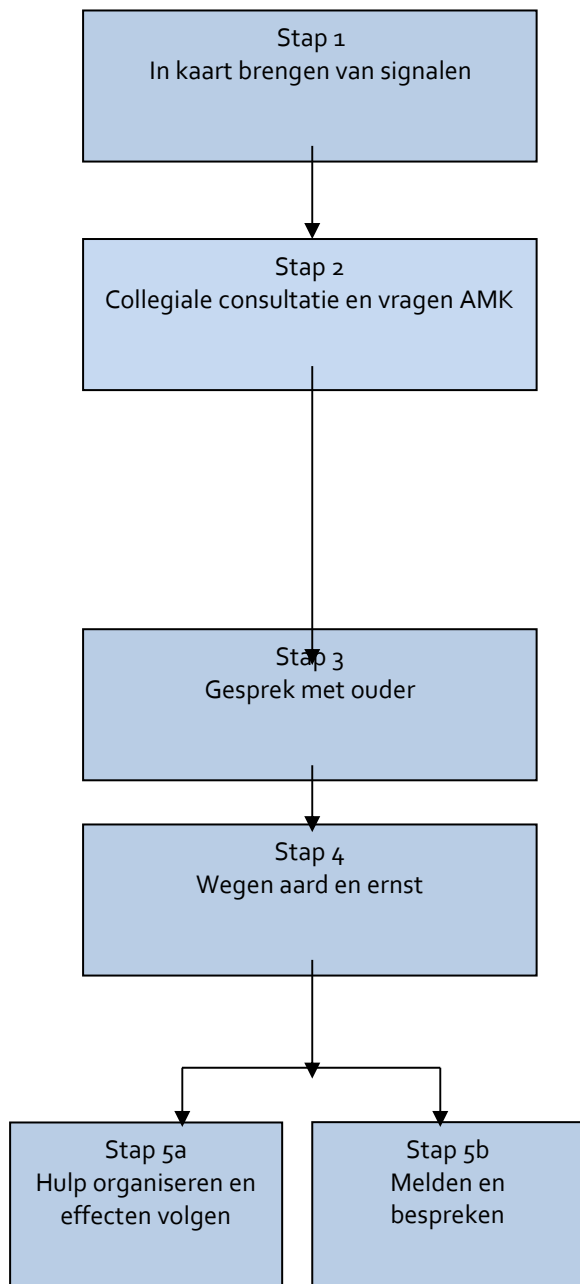 Stap 1
In kaart brengen van signalen
Stap 2
Collegiale consultatie en vragen AMK
Stap 3
Gesprek met ouder
Stap 4
Wegen aard en ernst
Stap 5a
Hulp organiseren en
effecten volgen
Stap 5b
Melden en
bespreken